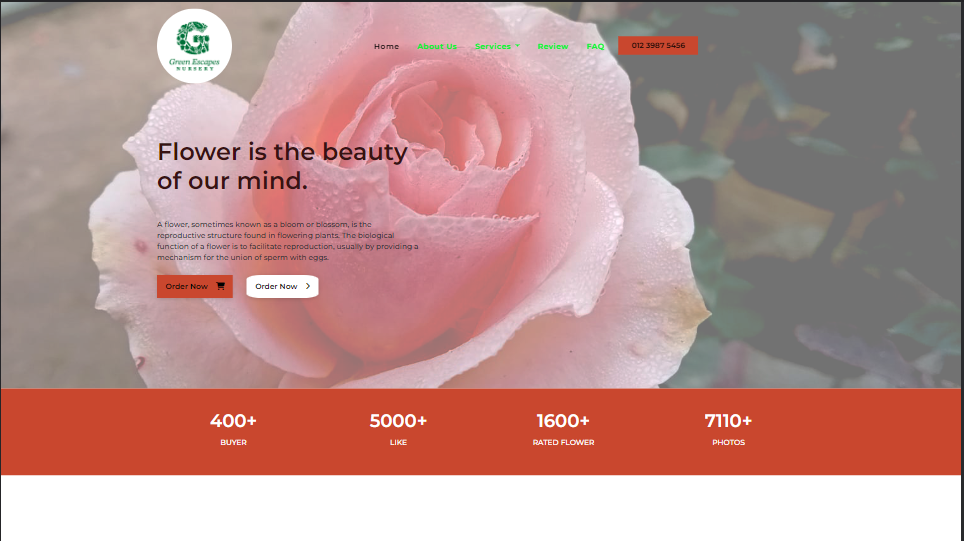 G
Green Escapes
NURSERY
Home About Us Services Review FAQ 012 3987 5456
Flower is the beauty
of our mind.
A flower, sometimes known as a bloom or blossom, is the
reproductive structure found in flowering plants. The biological
function of a flower is to facilitate reproduction, usually by providing a
mechanism for the union of sperm with eggs.
Order Now Order Now
400+ 5000+ 1600+ 7110+
BUYER LIKE RATED FLOWER PHOTOS